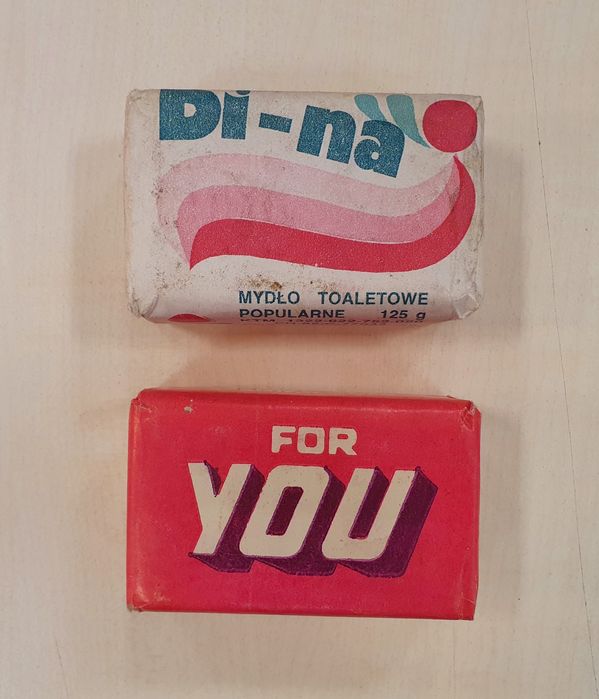 Di-na
MYDŁO TOALETOWE
POPULARNE 125 g
FOR
YOU